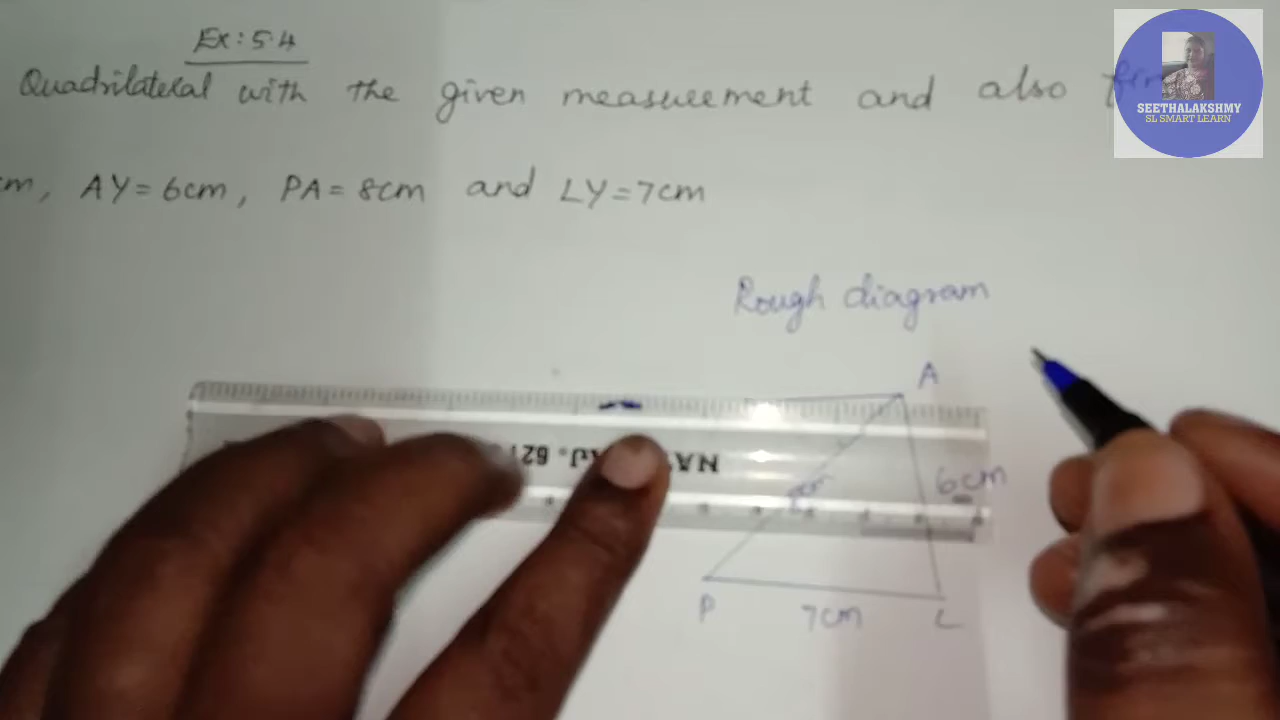 Ex: 5.4
Quadrilateral with the given measurement and also
cm, AY = 6cm, PA = 8cm and LY = 7cm
SEETHALAKSHMY
SL SMART LEARN
Rough diagram
A
6cm
P 7cm L